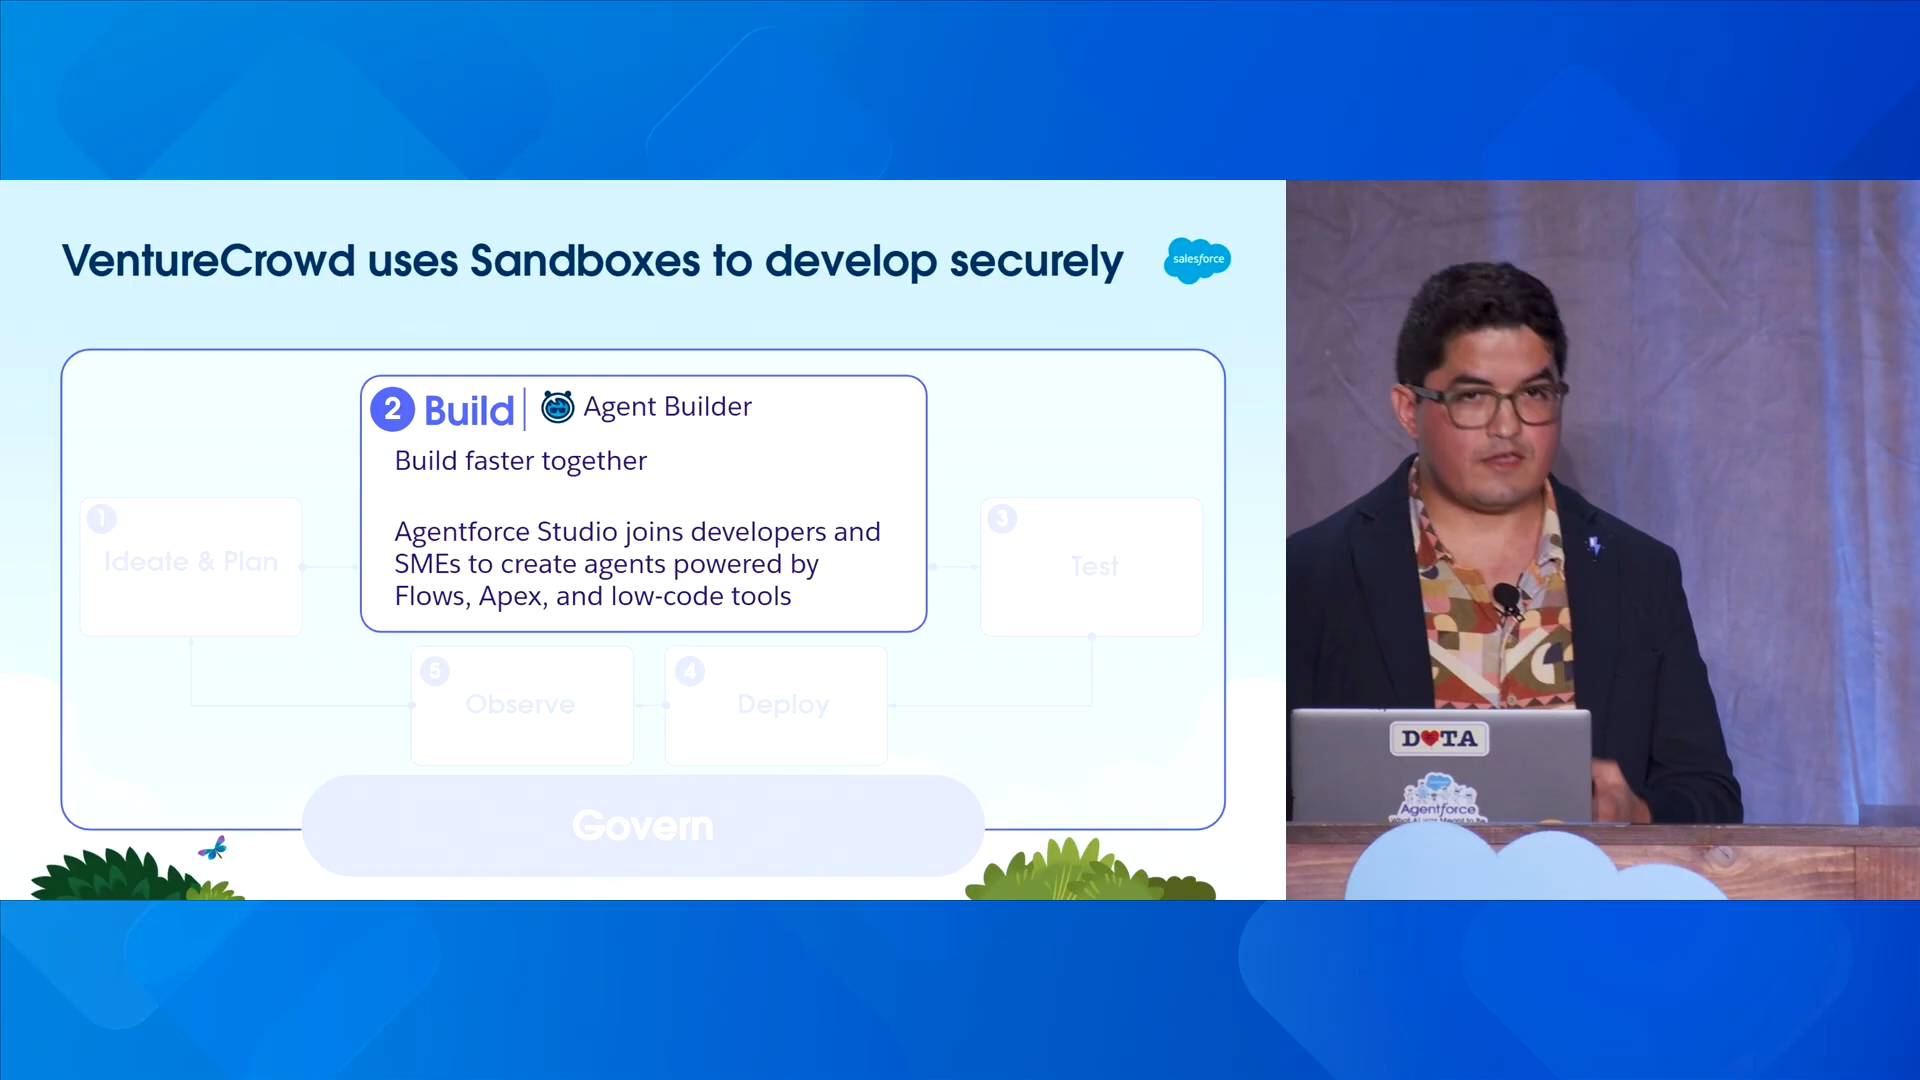 VentureCrowd uses Sandboxes to develop securely
salesforce
2 Build | Agent Builder
Build faster together
Agentforce Studio joins developers and
SMEs to create agents powered by
Flows, Apex, and low-code tools
1
Ideate & Plan
3
Test
5
Observe
4
Deploy
Govern
D TA
Agentforce